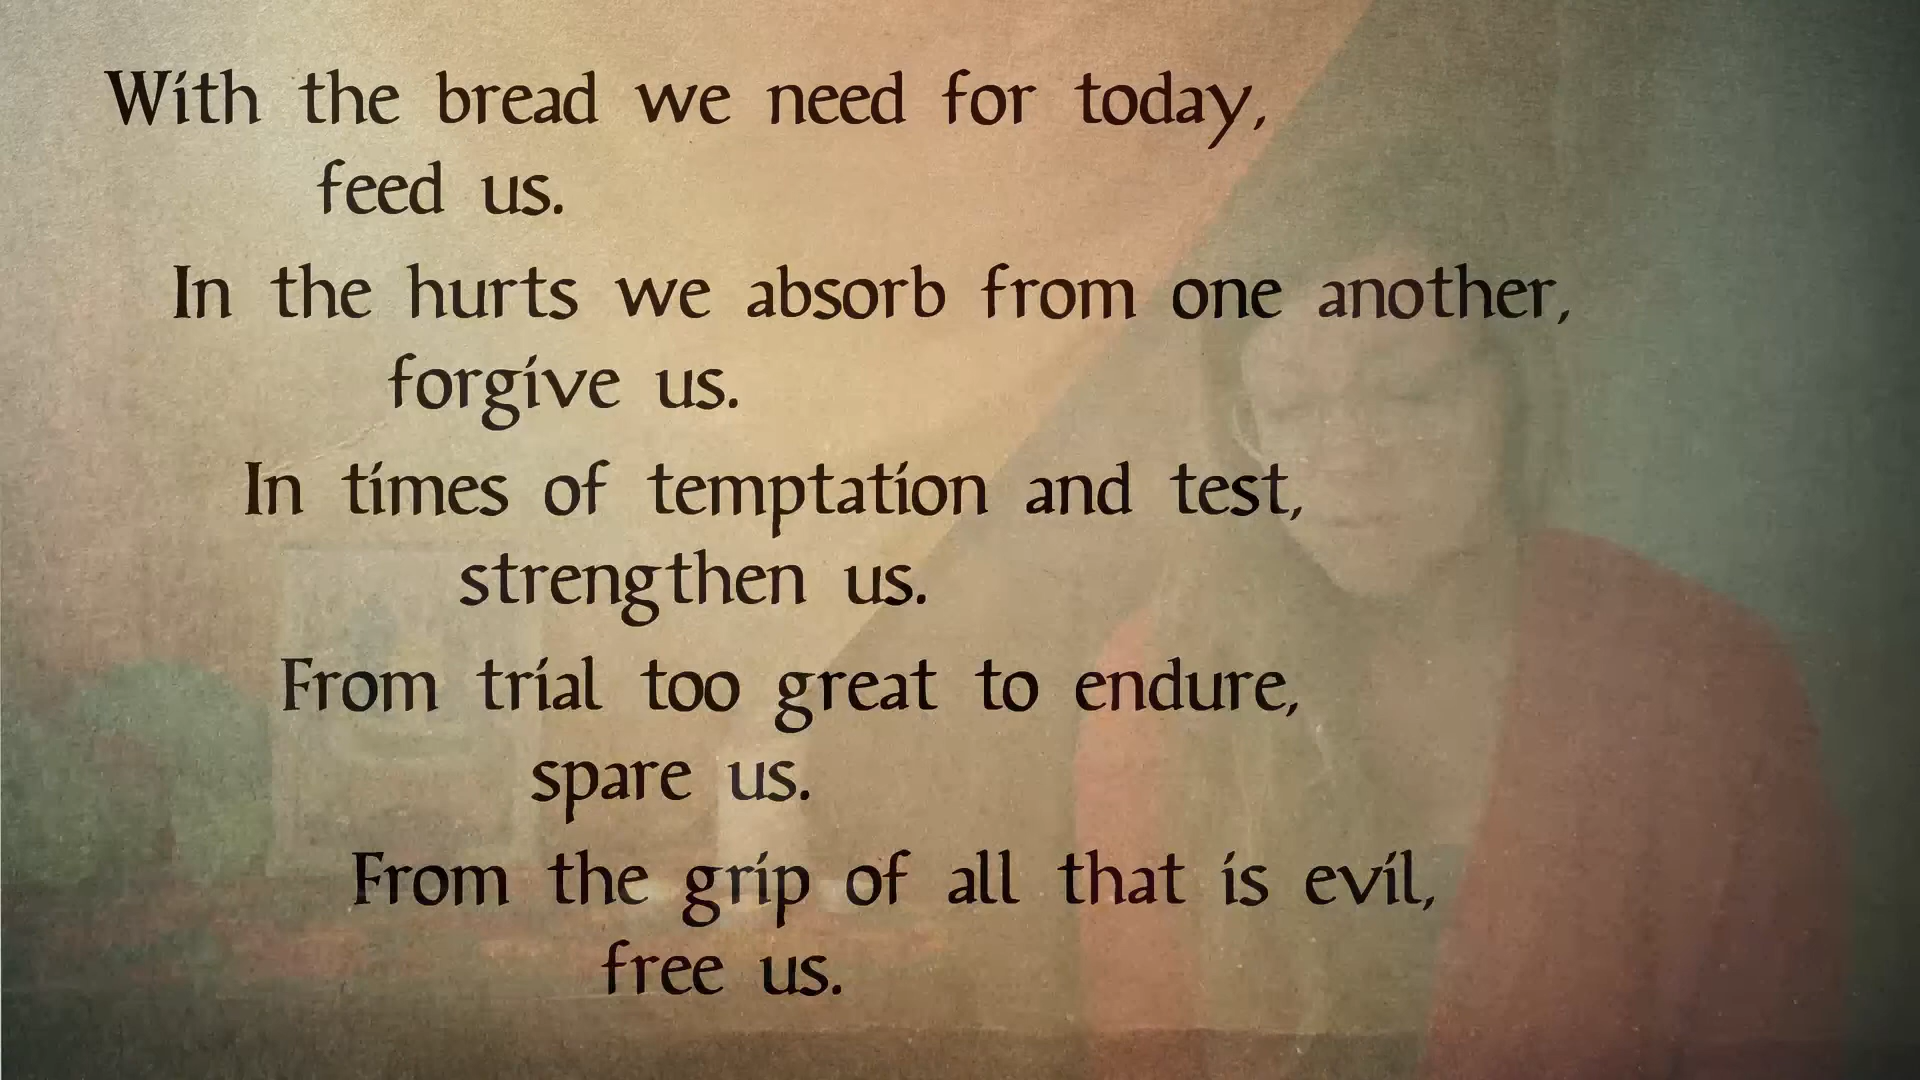 With the bread we need for today,
feed us.
In the hurts we absorb from one another,
forgive us.
In times of temptation and test,
strengthen us.
From trial too great to endure,
spare us.
From the grip of all that is evil,
free us.